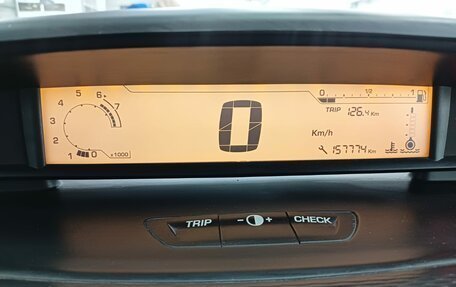 0 1/2 1
6 7
5
4
3
2
1 0 x1000
TRIP 126.4 Km
0
Km/h
157774 Km
TRIP - + CHECK